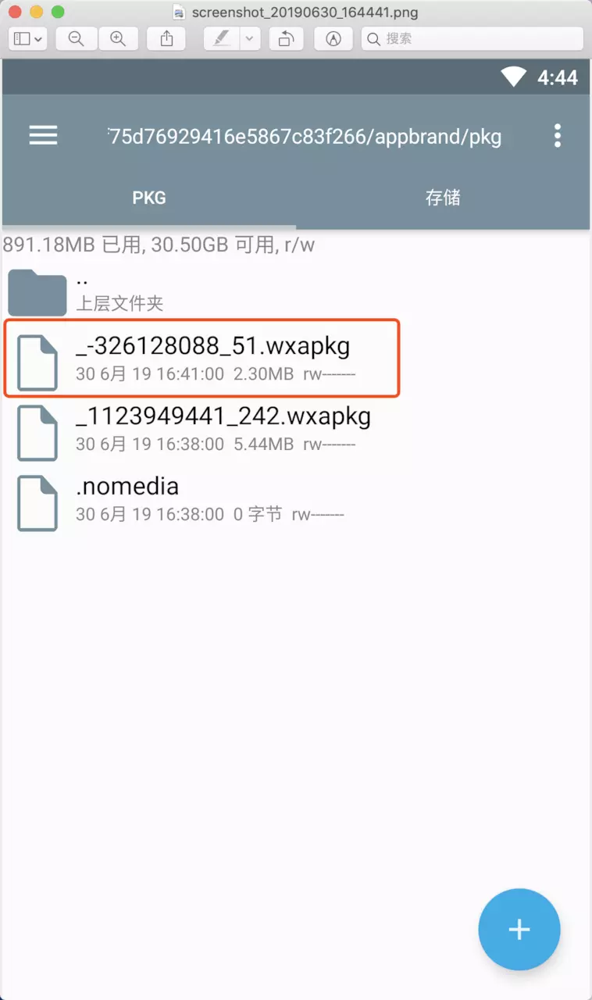 screenshot_20190630_164441.png
搜索
4:44
75d76929416e5867c83f266/appbrand/pkg
PKG
存储
891.18MB 已用, 30.50GB 可用, r/w
..
上层文件夹
_-326128088_51.wxapkg
30 6月 19 16:41:00 2.30MB rw-------
_1123949441_242.wxapkg
30 6月 19 16:38:00 5.44MB rw-------
.nomedia
30 6月 19 16:38:00 0 字节 rw-------